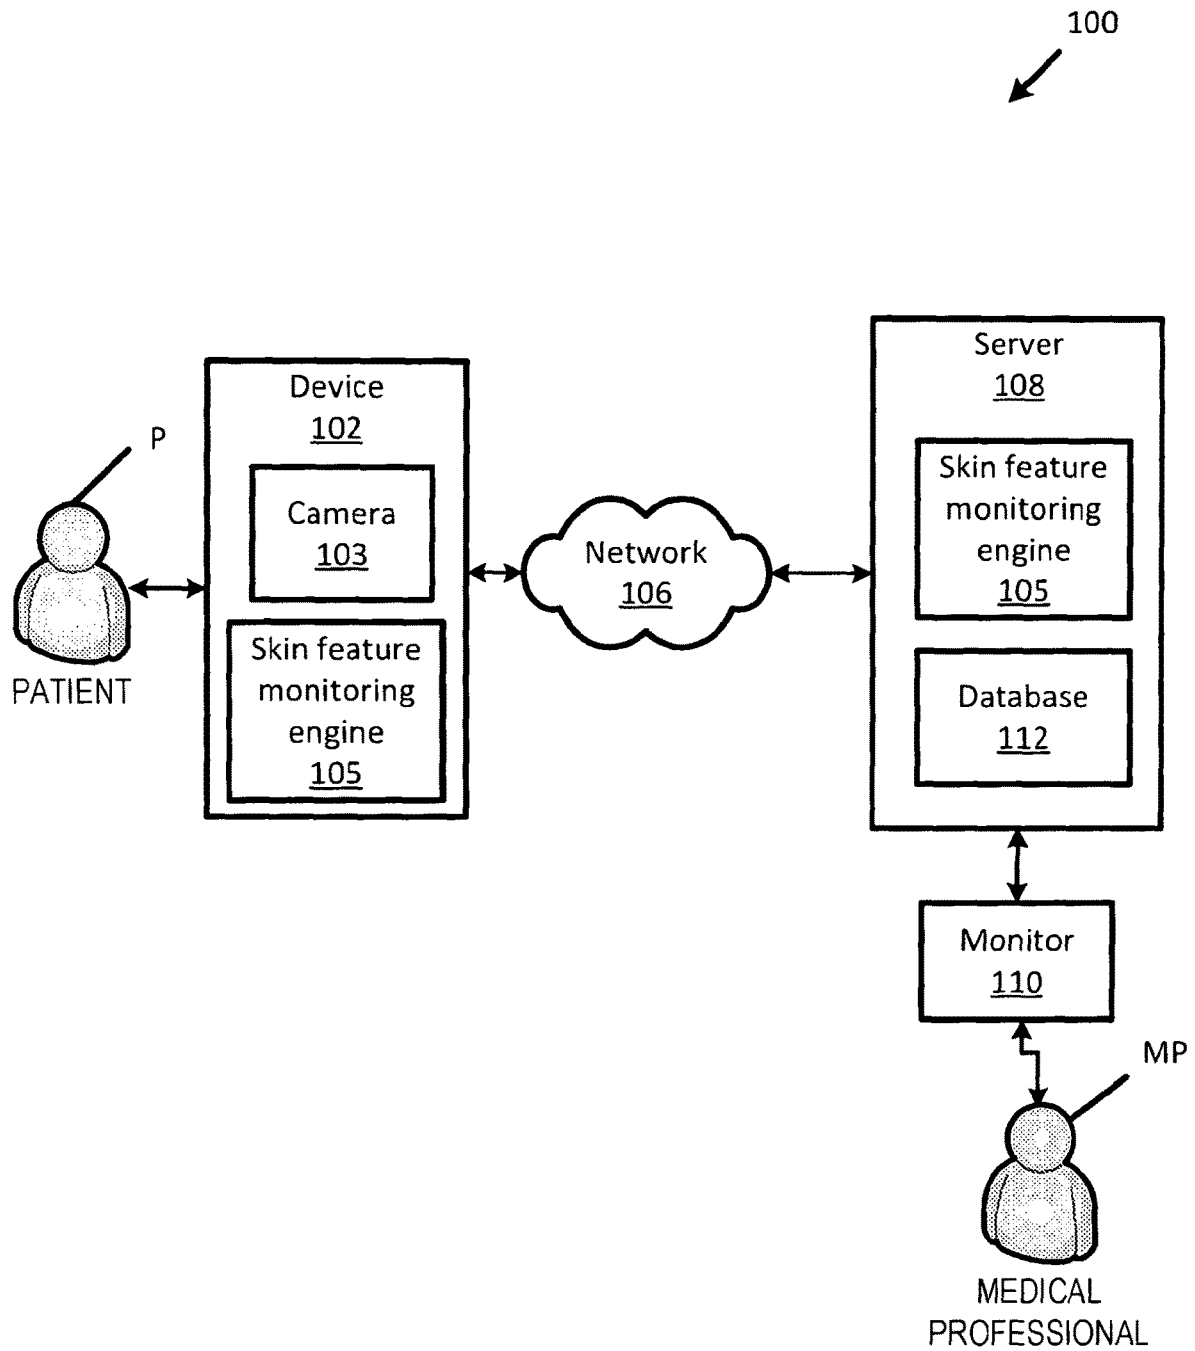 100
Server
108
Device
102
P
Skin feature
monitoring
engine
105
Camera
103
Network
106
Skin feature
monitoring
engine
105
PATIENT
Database
112
Monitor
110
MP
MEDICAL
PROFESSIONAL